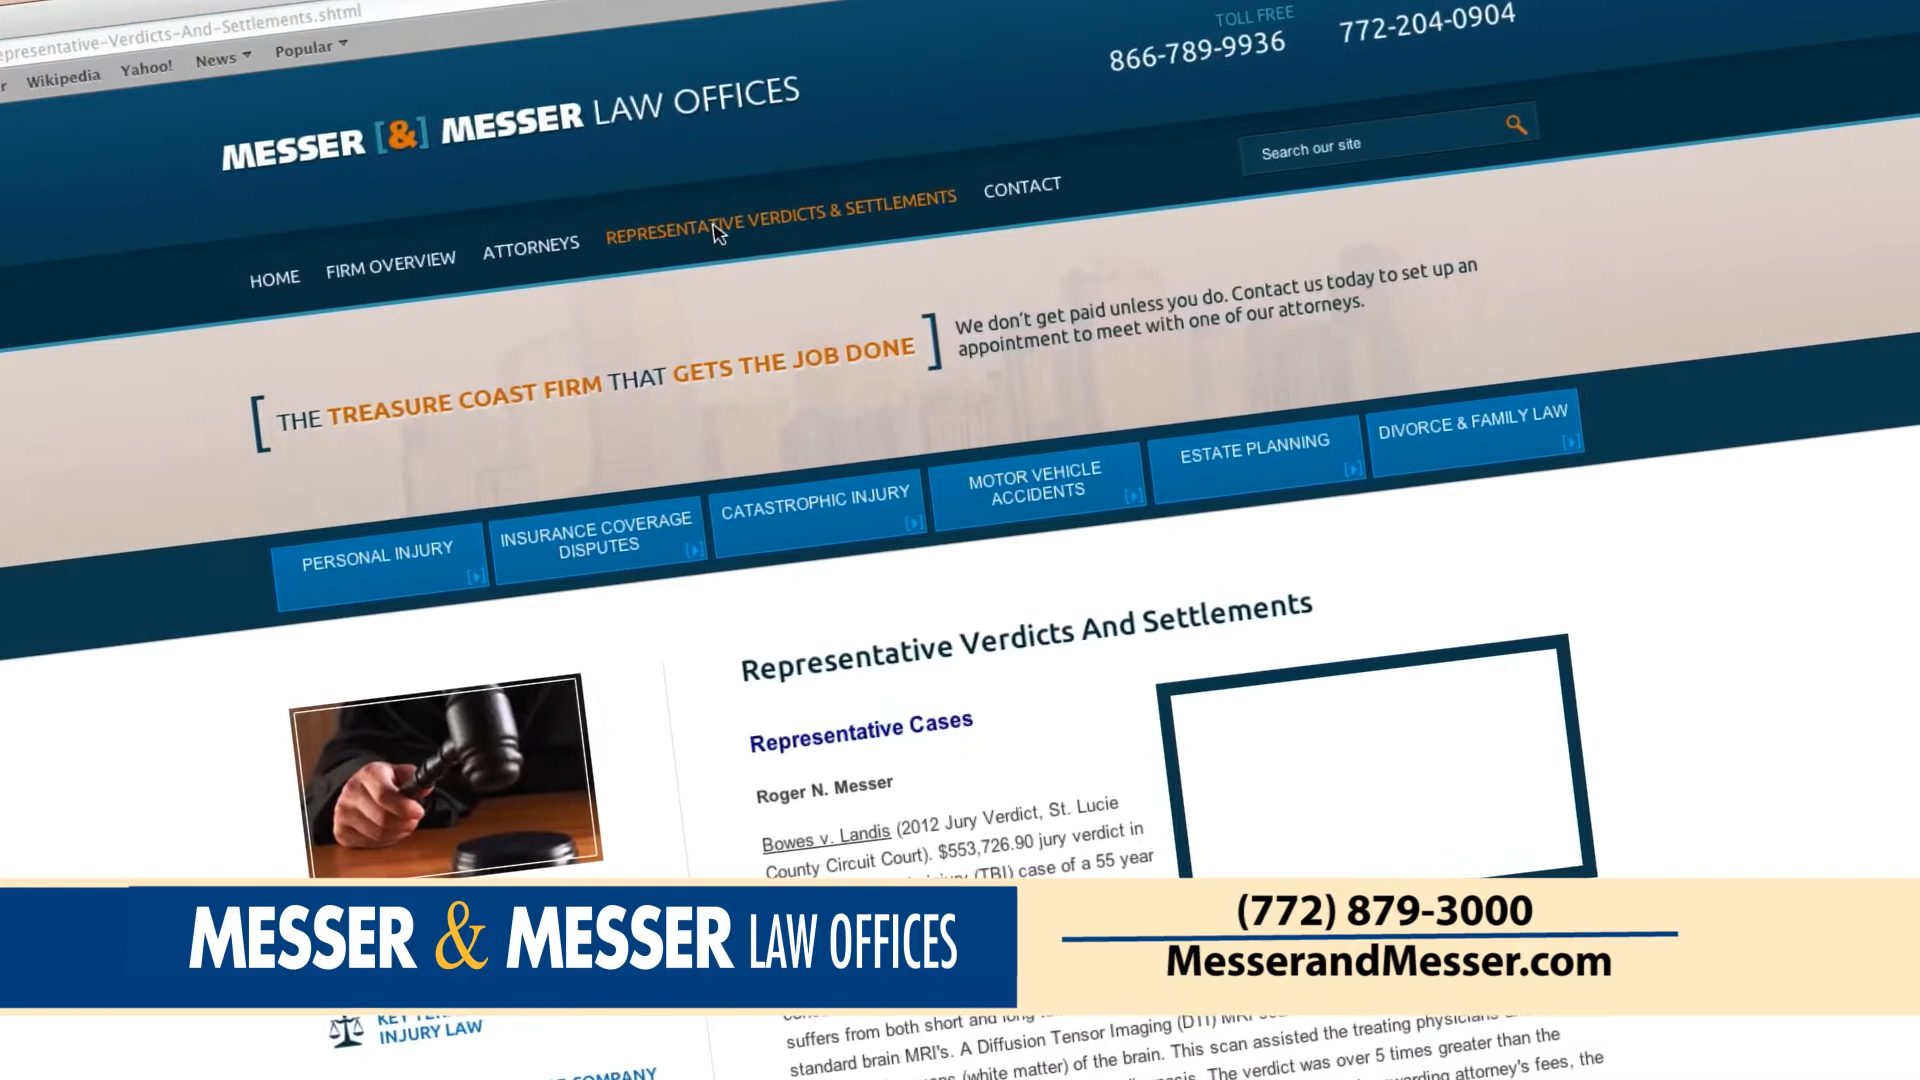 epresentative-Verdicts-And-Settlements.shtml
Wikipedia Yahoo! News Popular
TOLL FREE
866-789-9936 772-204-0904
MESSER [&] MESSER LAW OFFICES
Search our site
HOME FIRM OVERVIEW ATTORNEYS REPRESENTATIVE VERDICTS & SETTLEMENTS CONTACT
[THE TREASURE COAST FIRM THAT GETS THE JOB DONE]
We don't get paid unless you do. Contact us today to set up an
appointment to meet with one of our attorneys.
PERSONAL INJURY
INSURANCE COVERAGE
DISPUTES
CATASTROPHIC INJURY
MOTOR VEHICLE
ACCIDENTS
ESTATE PLANNING
DIVORCE & FAMILY LAW
Representative Verdicts And Settlements
Representative Cases
Roger N. Messer
Bowes v. Landis (2012 Jury Verdict, St. Lucie
County Circuit Court). $553,726.90 jury verdict in
(TBI) case of a 55 year
MESSER & MESSER LAW OFFICES
(772) 879-3000
MesserandMesser.com
KEY
INJURY LAW
COMPANY
suffers from both short and long
standard brain MRI's. A Diffusion Tensor Imaging (DTI) MRI
(white matter) of the brain. This scan assisted the treating physicians
The verdict was over 5 times greater than the
attorney's fees, the